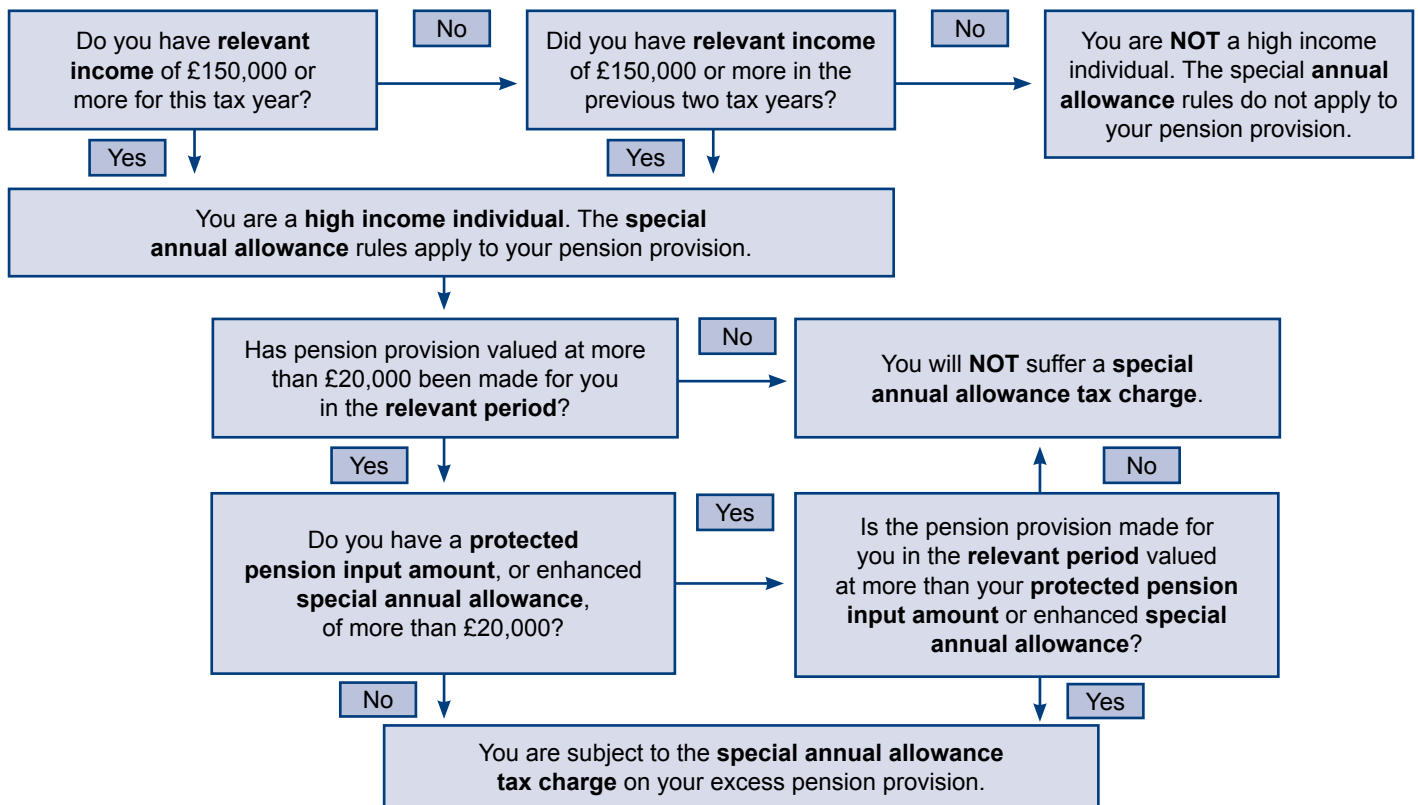 Do you have relevant
income of £150,000 or
more for this tax year?
No
Did you have relevant income
of £150,000 or more in the
previous two tax years?
No
You are NOT a high income
individual. The special annual
allowance rules do not apply to
your pension provision.
Yes
Yes
You are a high income individual. The special
annual allowance rules apply to your pension provision.
Has pension provision valued at more
than £20,000 been made for you
in the relevant period?
No
You will NOT suffer a special
annual allowance tax charge.
Yes
No
Do you have a protected
pension input amount, or enhanced
special annual allowance,
of more than £20,000?
Yes
Is the pension provision made for
you in the relevant period valued
at more than your protected pension
input amount or enhanced special
annual allowance?
No
Yes
You are subject to the special annual allowance
tax charge on your excess pension provision.